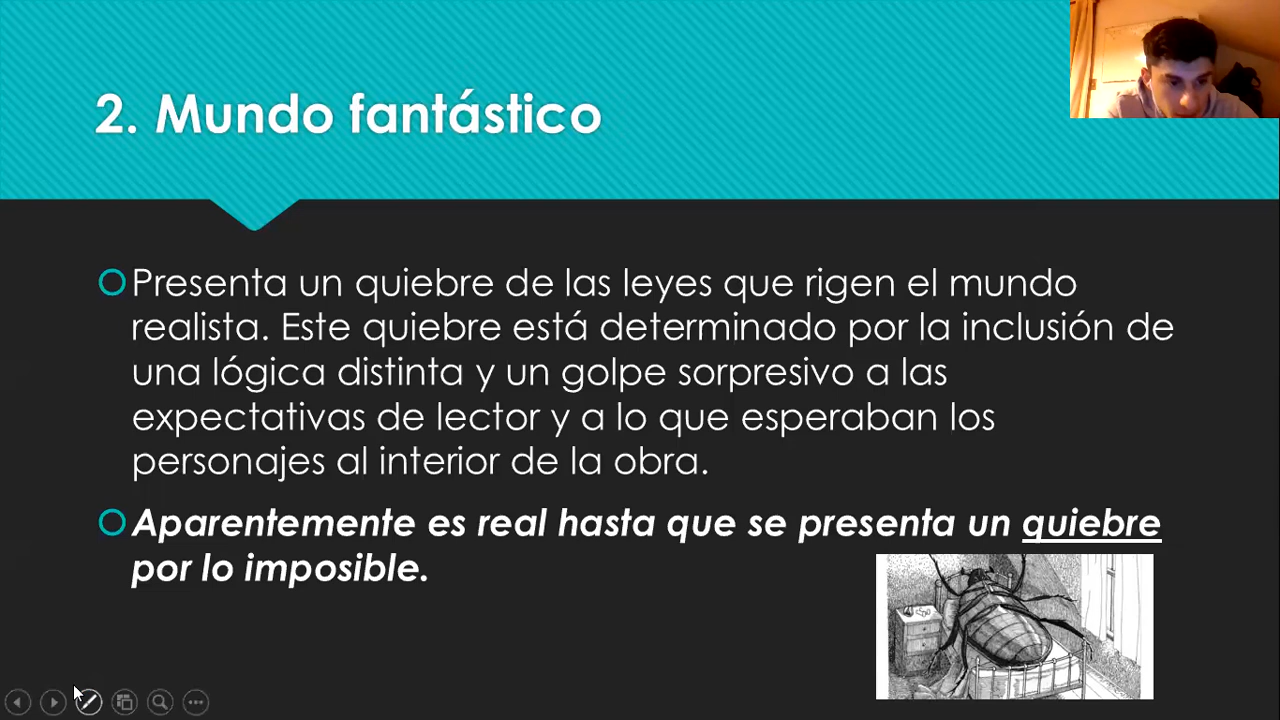 2. Mundo fantástico
Presenta un quiebre de las leyes que rigen el mundo
realista. Este quiebre está determinado por la inclusión de
una lógica distinta y un golpe sorpresivo a las
expectativas de lector y a lo que esperaban los
personajes al interior de la obra.
Aparentemente es real hasta que se presenta un quiebre
por lo imposible.